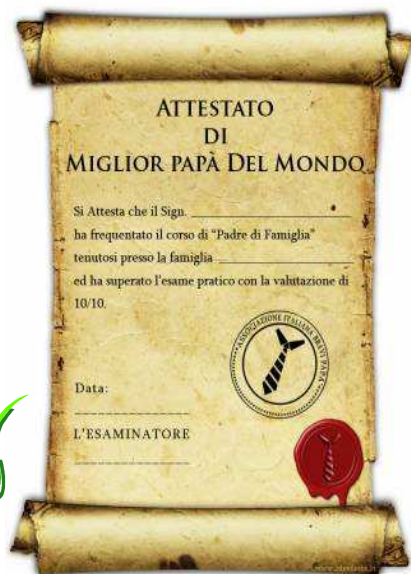 ATTESTATO
DI
MIGLIOR PAPÀ DEL MONDO
Si Attesta che il Sign.
ha frequentato il corso di “Padre di Famiglia”
tenutosi presso la famiglia
ed ha superato l'esame pratico con la valutazione di
10/10.
ASSOCIAZIONE ITALIANA BRAVI PAPÀ
Data:
L'ESAMINATORE